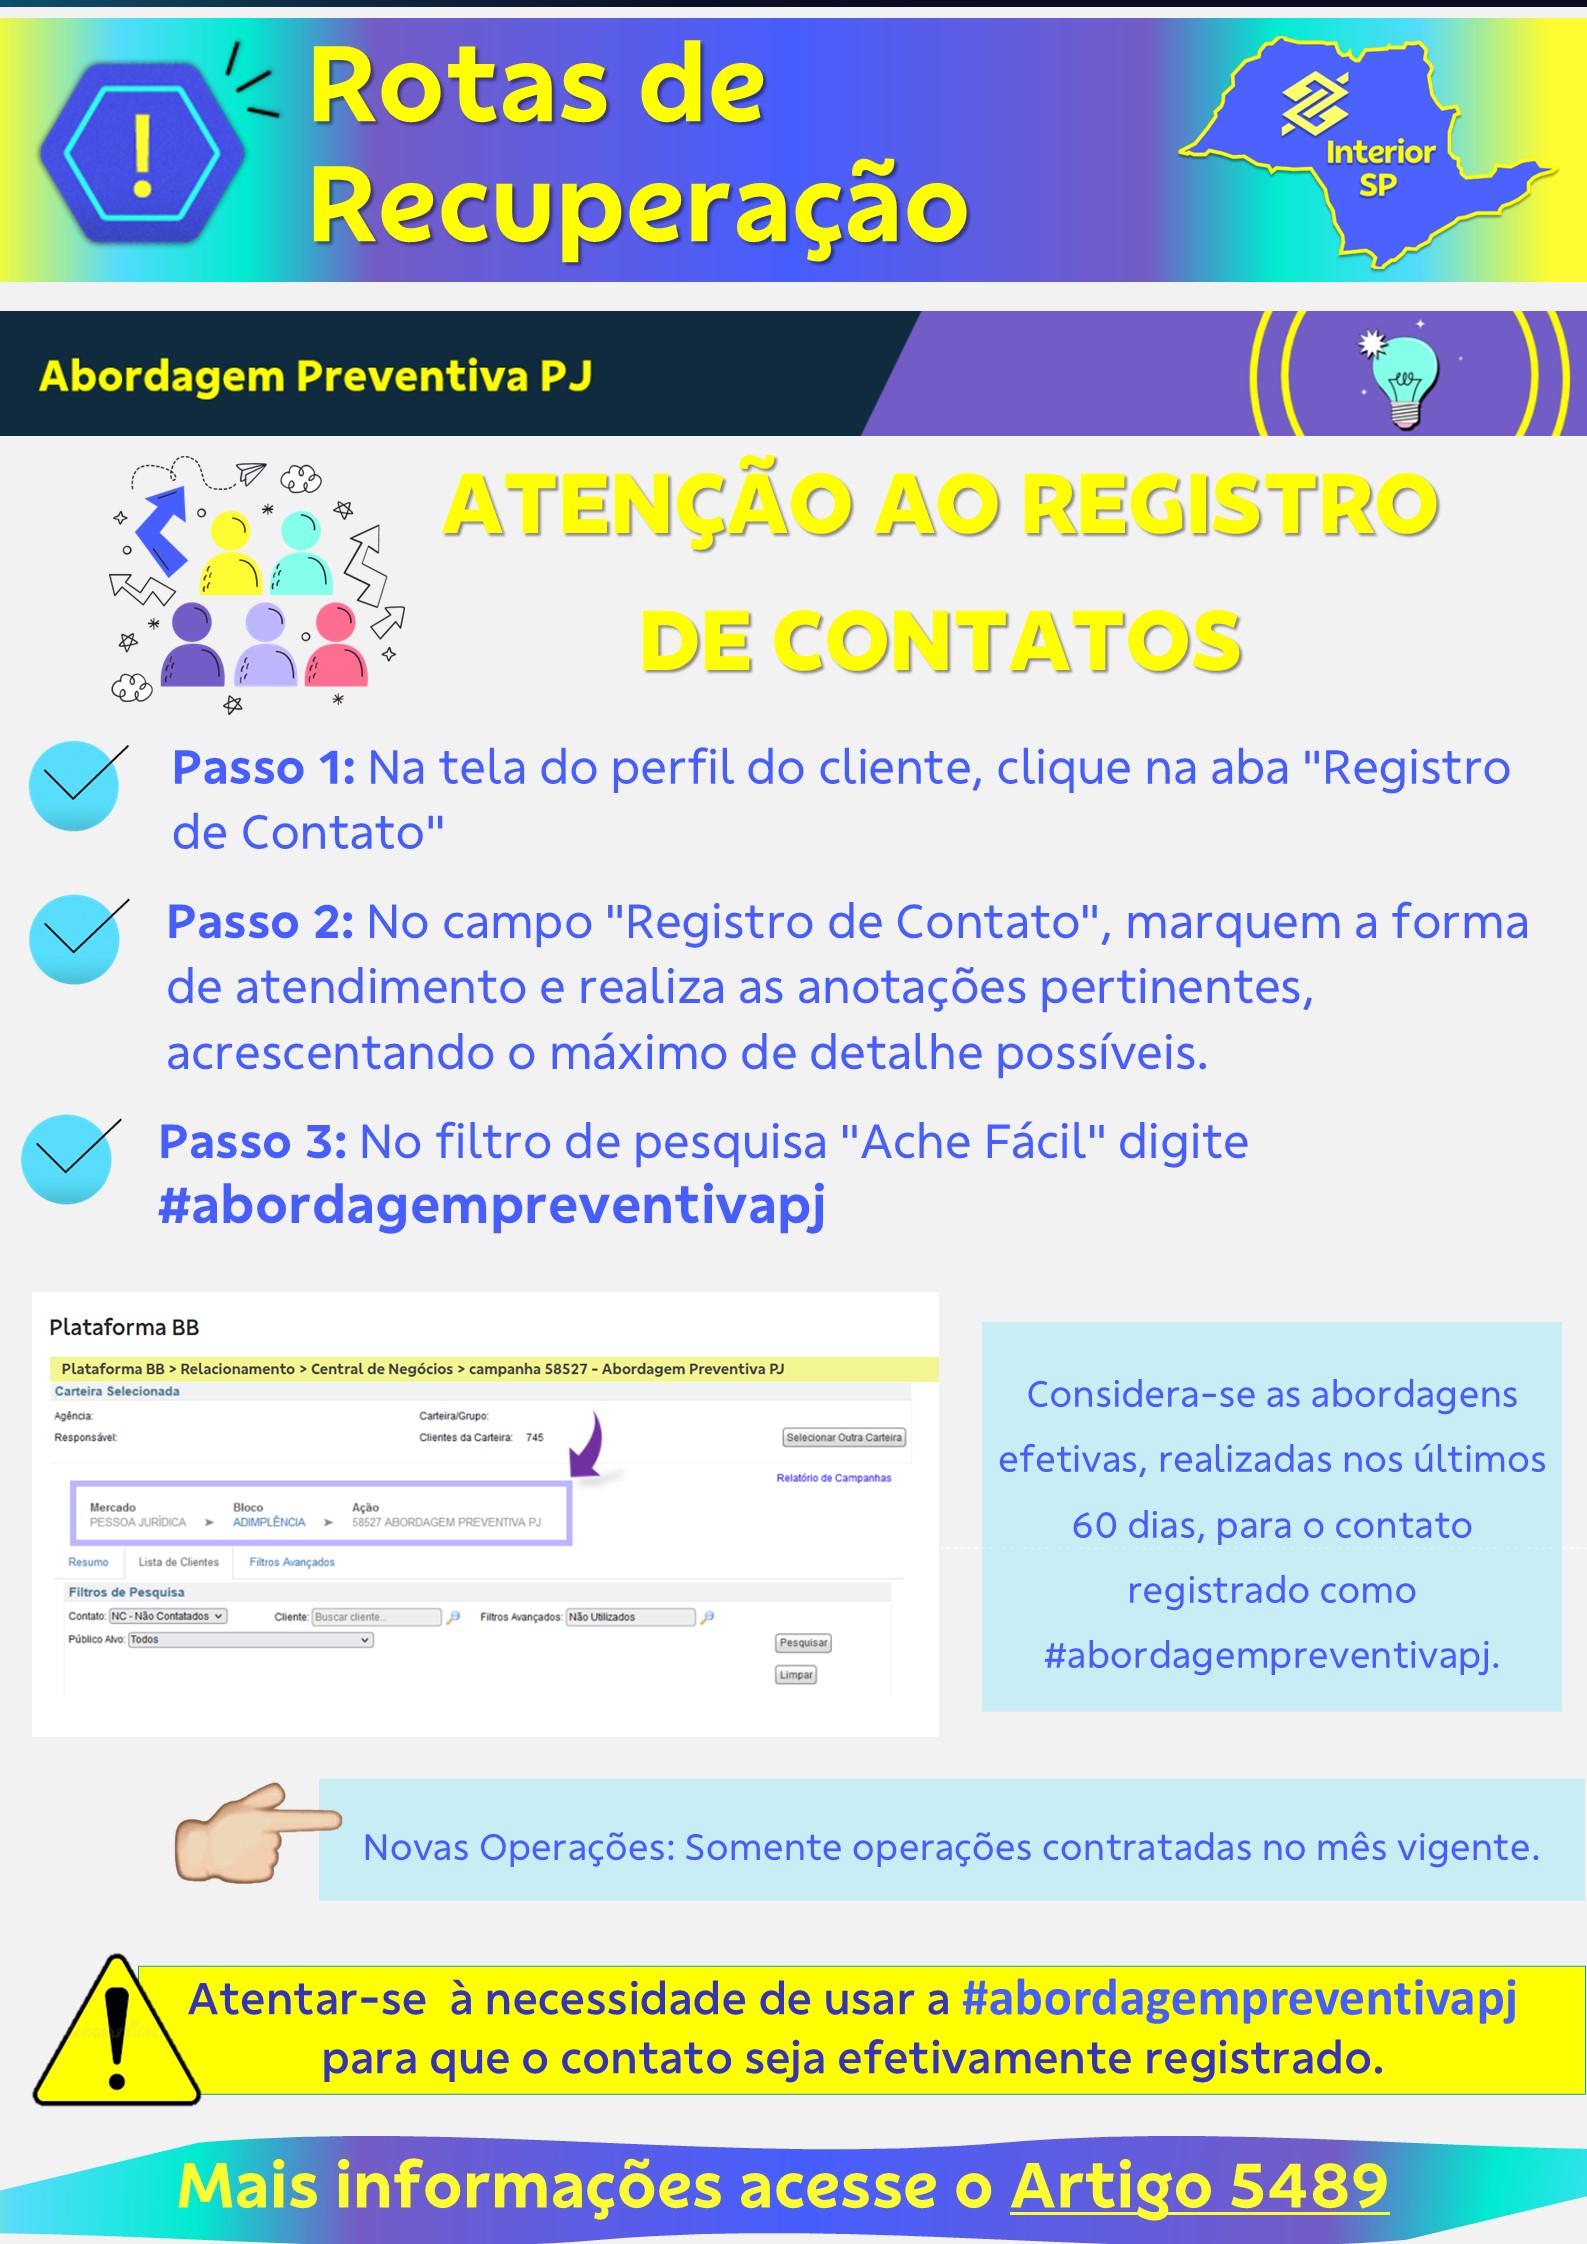 Rotas de
Recuperação
Interior
SP
Abordagem Preventiva PJ
ATENÇÃO AO REGISTRO
DE CONTATOS
Passo 1: Na tela do perfil do cliente, clique na aba "Registro
de Contato"
Passo 2: No campo "Registro de Contato", marquem a forma
de atendimento e realiza as anotações pertinentes,
acrescentando o máximo de detalhe possíveis.
Passo 3: No filtro de pesquisa "Ache Fácil" digite
#abordagempreventivapj
Plataforma BB
Plataforma BB > Relacionamento > Central de Negócios > campanha 58527 - Abordagem Preventiva PJ
Carteira Selecionada
Agência: Carteira/Grupo:
Responsável: Clientes da Carteira: 745 Selecionar Outra Carteira
Relatório de Campanhas
Mercado Bloco Ação
PESSOA JURÍDICA ➤ ADIMPLÊNCIA ➤ 58527 ABORDAGEM PREVENTIVA PJ
Resumo Lista de Clientes Filtros Avançados
Filtros de Pesquisa
Contato: NC - Não Contatados Cliente: Buscar cliente... Filtros Avançados: Não Utilizados
Público Alvo: Todos
Pesquisar
Limpar
Considera-se as abordagens
efetivas, realizadas nos últimos
60 dias, para o contato
registrado como
#abordagempreventivapj.
Novas Operações: Somente operações contratadas no mês vigente.
Atentar-se à necessidade de usar a #abordagempreventivapj
para que o contato seja efetivamente registrado.
Mais informações acesse o Artigo 5489